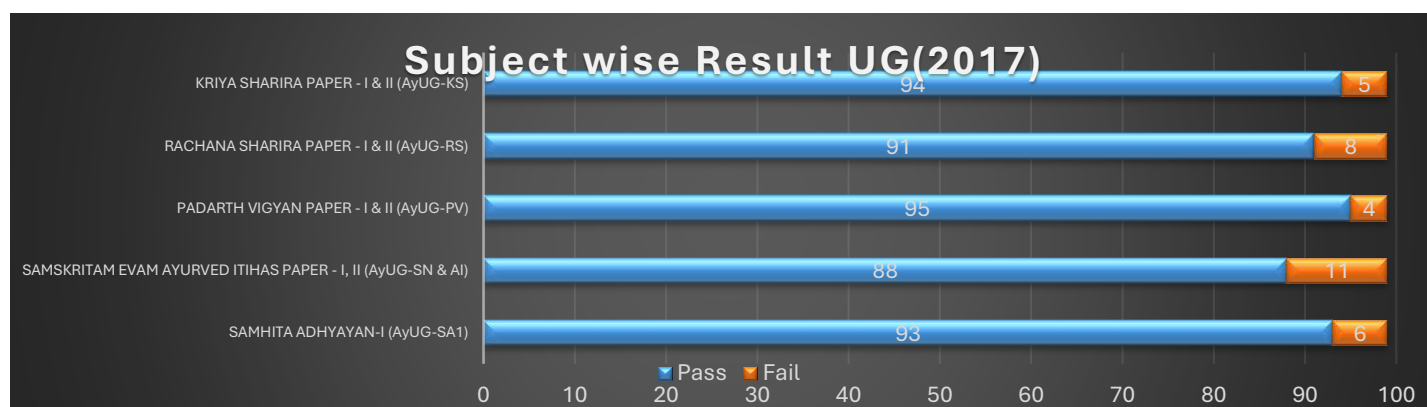 Subject wise Result UG(2017)
KRIYA SHARIRA PAPER - I & II (AyUG-KS) 94 5
RACHANA SHARIRA PAPER - I & II (AyUG-RS) 91 8
PADARTH VIGYAN PAPER - I & II (AyUG-PV) 95 4
SAMSKRITAM EVAM AYURVED ITIHAS PAPER - I, II (AyUG-SN & AI) 88 11
SAMHITA ADHYAYAN-I (AyUG-SA1) 93 6
Pass Fail
0 10 20 30 40 50 60 70 80 90 100